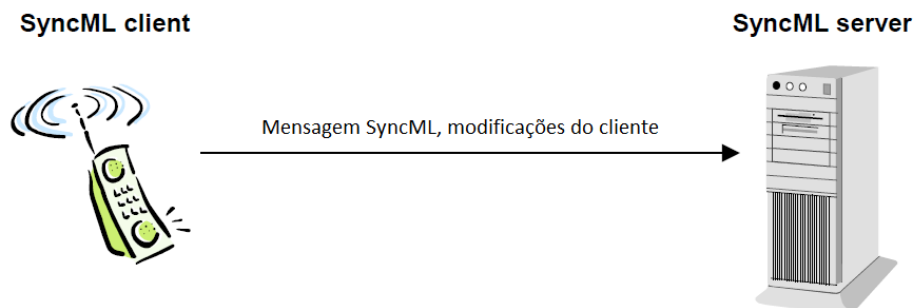 SyncML client
SyncML server
Mensagem SyncML, modificações do cliente